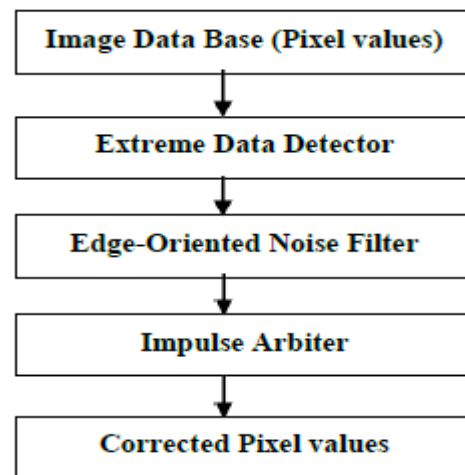 Image Data Base (Pixel values)
Extreme Data Detector
Edge-Oriented Noise Filter
Impulse Arbiter
Corrected Pixel values